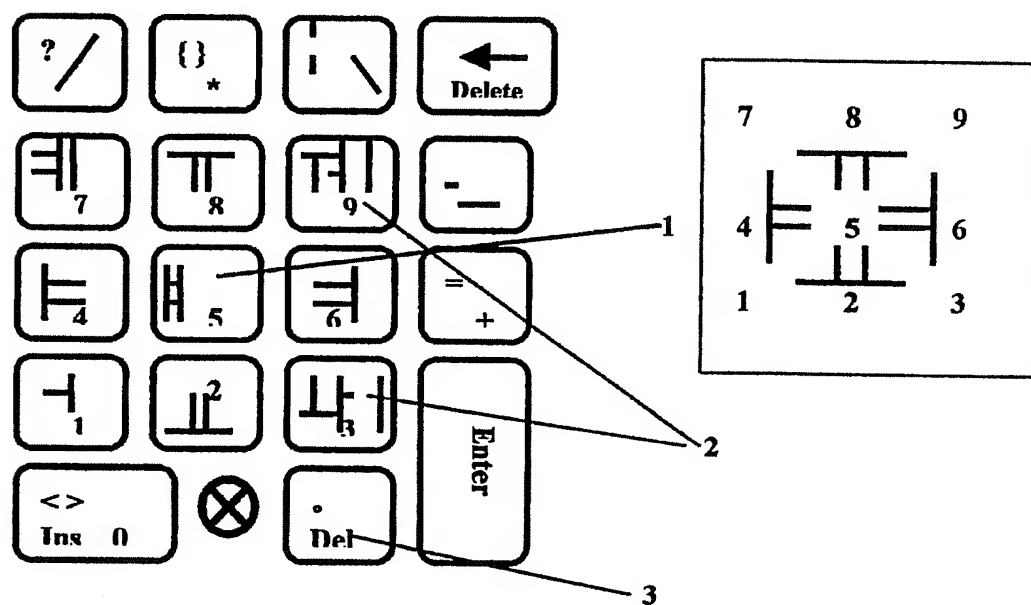 ? /
{ }
*
¦ \
←
Delete
ㅖ 7
ㅠ 8
ㅞ 9
- _
ㅑ 4
ㅒ 5
ㅕ 6
=
+
ㅓ 1
ㅛ 2
ㅙ 3
Enter
< >
Ins 0
.
Del
1
2
3
7 8 9
ㅠ
4 ㅑ 5 ㅕ 6
ㅛ
1 2 3